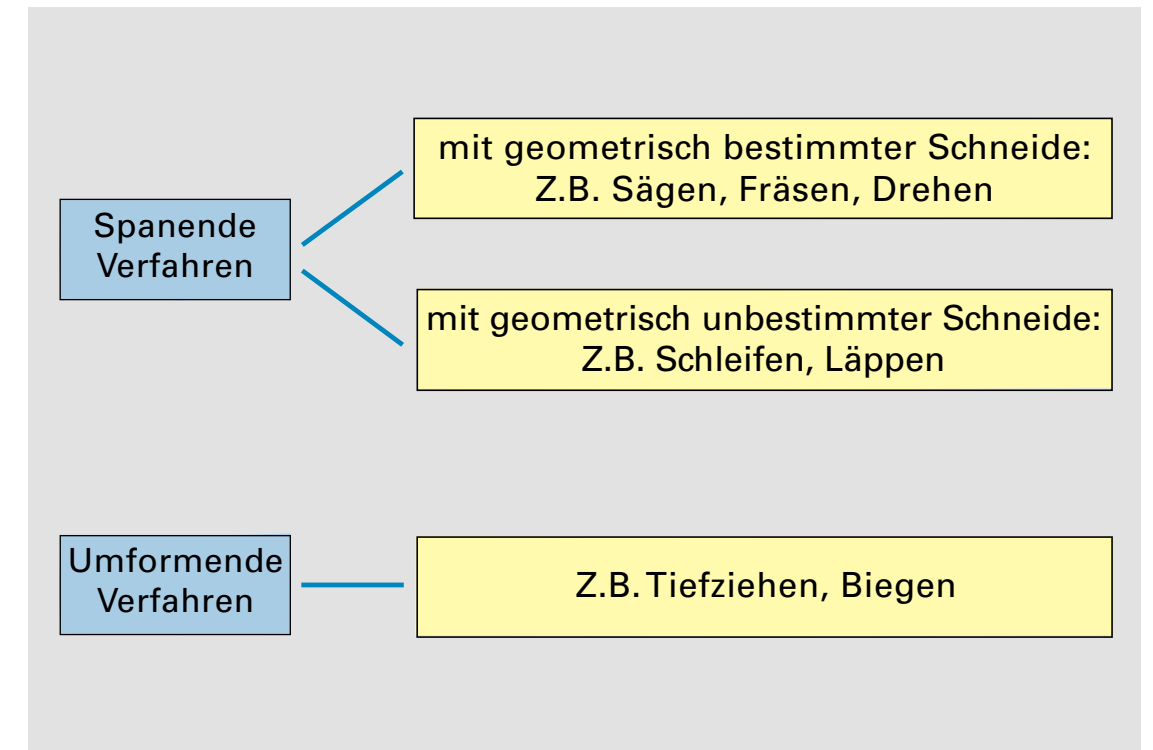 mit geometrisch bestimmter Schneide:
Z.B. Sägen, Fräsen, Drehen
Spanende
Verfahren
mit geometrisch unbestimmter Schneide:
Z.B. Schleifen, Läppen
Umformende
Verfahren
Z.B. Tiefziehen, Biegen